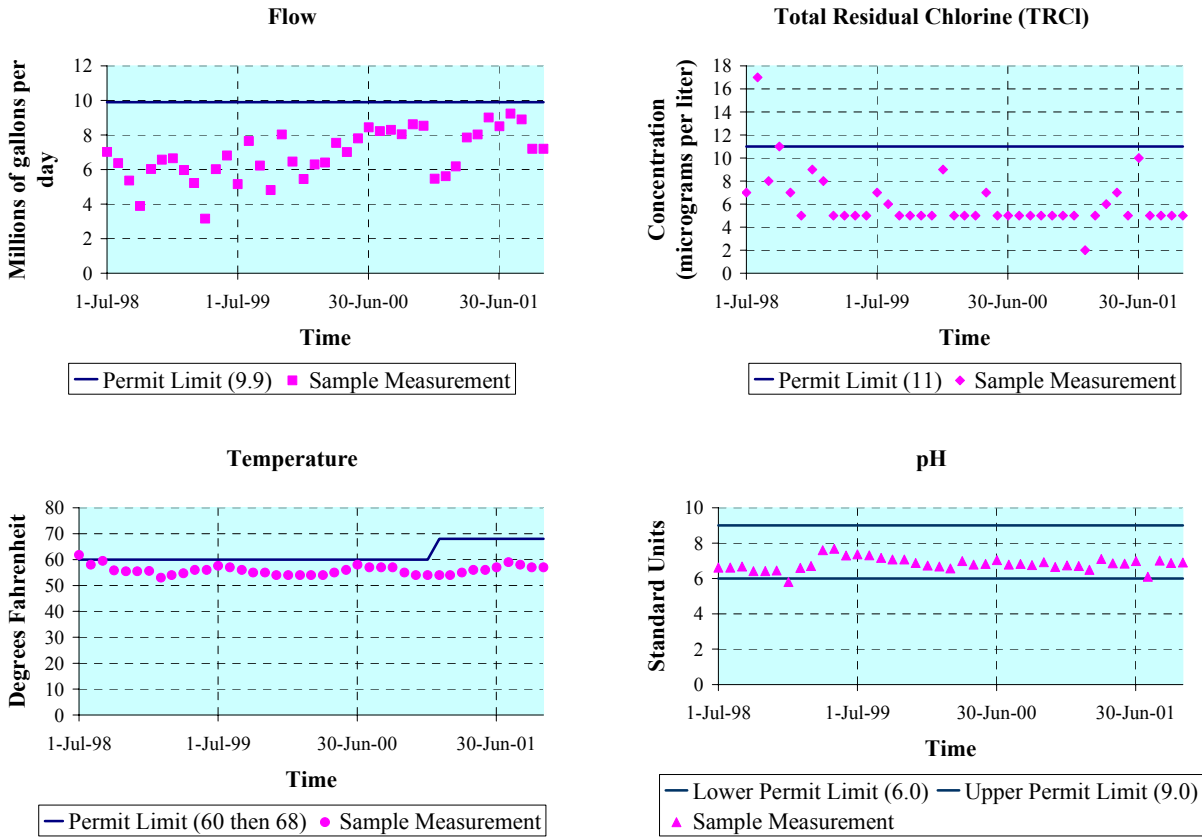 Flow
Millions of gallons per
day
12
10
8
6
4
2
0
1-Jul-98 1-Jul-99 30-Jun-00 30-Jun-01
Time
Permit Limit (9.9) Sample Measurement
Total Residual Chlorine (TRCl)
Concentration
(micrograms per liter)
18
16
14
12
10
8
6
4
2
0
1-Jul-98 1-Jul-99 30-Jun-00 30-Jun-01
Time
Permit Limit (11) Sample Measurement
Temperature
Degrees Fahrenheit
80
70
60
50
40
30
20
10
0
1-Jul-98 1-Jul-99 30-Jun-00 30-Jun-01
Time
Permit Limit (60 then 68) Sample Measurement
pH
Standard Units
10
8
6
4
2
0
1-Jul-98 1-Jul-99 30-Jun-00 30-Jun-01
Time
Lower Permit Limit (6.0) Upper Permit Limit (9.0)
Sample Measurement